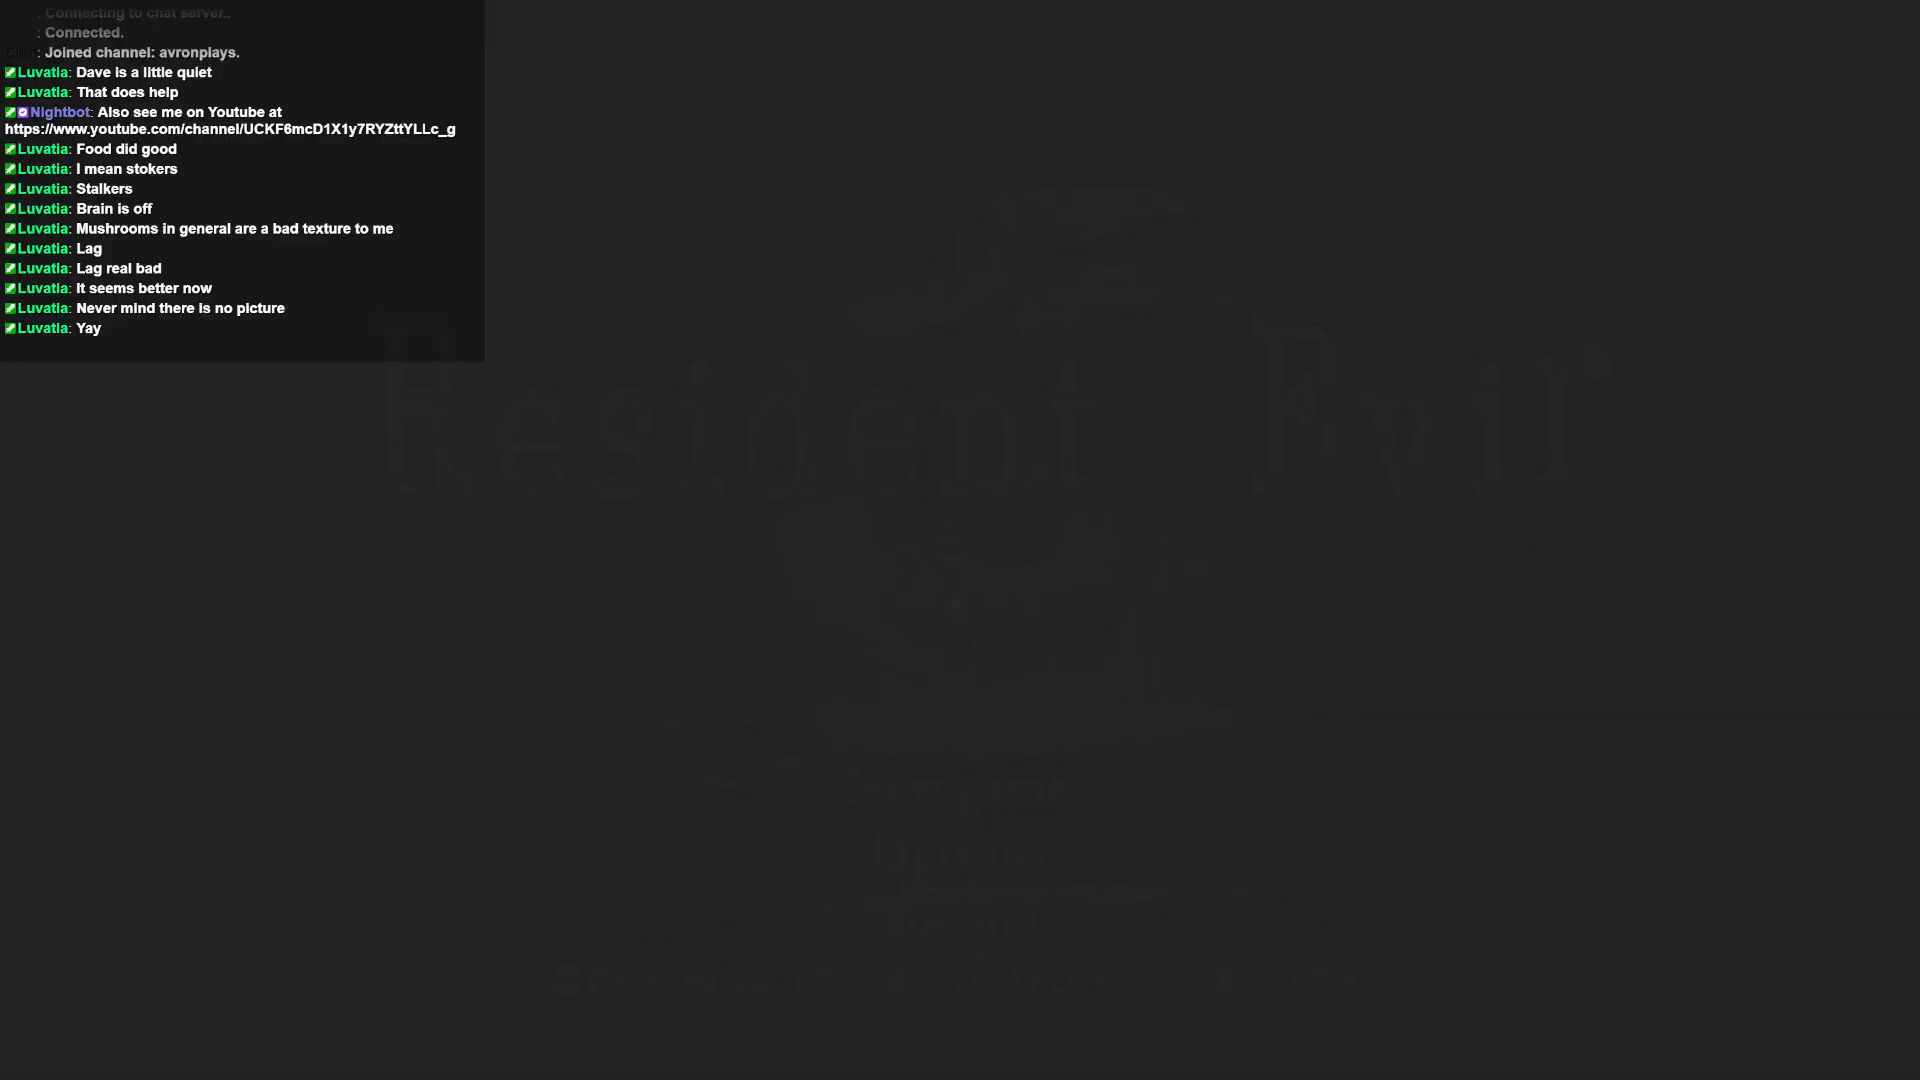 : Connecting to chat server..
: Connected.
Chat: Joined channel: avronplays.
Luvatia: Dave is a little quiet
Luvatia: That does help
Nightbot: Also see me on Youtube at
https://www.youtube.com/channel/UCKF6mcD1X1y7RYZttYLLc_g
Luvatia: Food did good
Luvatia: I mean stokers
Luvatia: Stalkers
Luvatia: Brain is off
Luvatia: Mushrooms in general are a bad texture to me
Luvatia: Lag
Luvatia: Lag real bad
Luvatia: It seems better now
Luvatia: Never mind there is no picture
Luvatia: Yay
Resident Evil
New game
Options
Manual